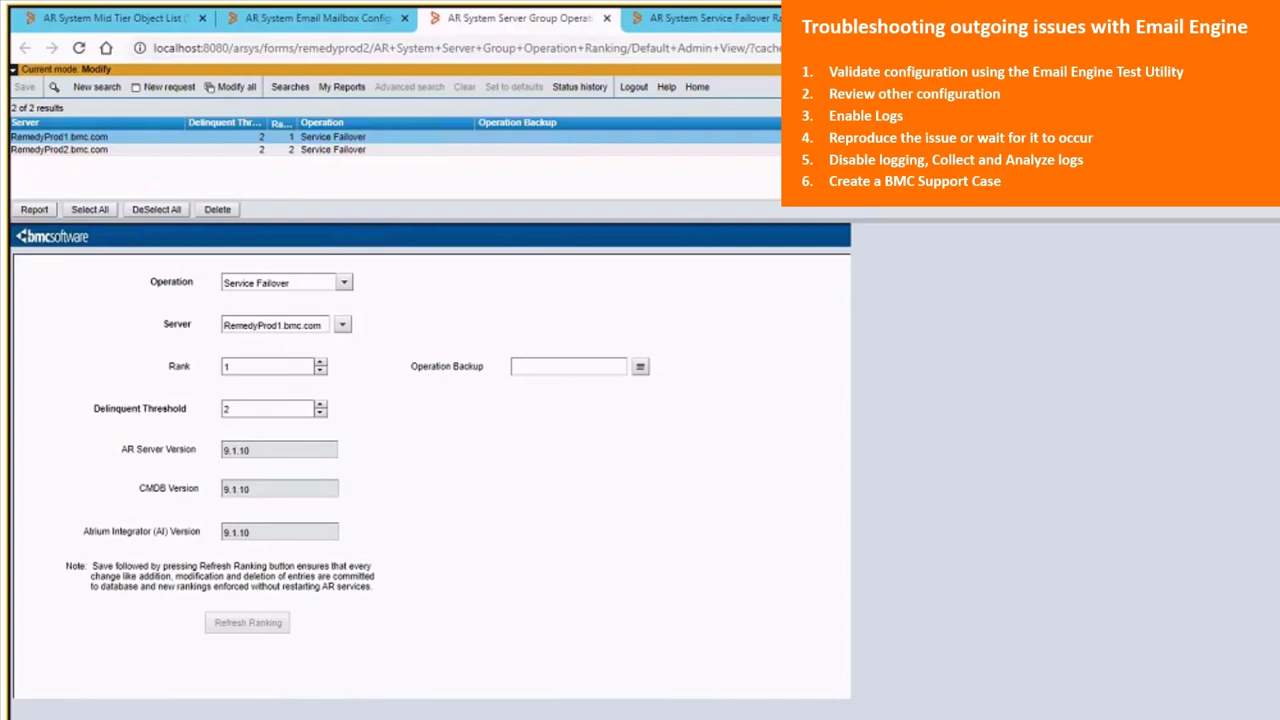 AR System Mid Tier Object List (
AR System Email Mailbox Config
AR System Server Group Operati
AR System Service Failover Ra
localhost:8080/arsys/forms/remedyprod2/AR+System+Server+Group+Operation+Ranking/Default+Admin+View/?cache
Troubleshooting outgoing issues with Email Engine
1. Validate configuration using the Email Engine Test Utility
2. Review other configuration
3. Enable Logs
4. Reproduce the issue or wait for it to occur
5. Disable logging, Collect and Analyze logs
6. Create a BMC Support Case
Current mode: Modify
Save New search New request Modify all Searches My Reports Advanced search Clear Set to defaults Status history Logout Help Home
2 of 2 results
Server Delinquent Thr... Ra... Operation Operation Backup
RemedyProd1.bmc.com 2 1 Service Failover
RemedyProd2.bmc.com 2 2 Service Failover
Report Select All DeSelect All Delete
bmcsoftware
Operation Service Failover
Server RemedyProd1.bmc.com
Rank 1 Operation Backup
Delinquent Threshold 2
AR Server Version 9.1.10
CMDB Version 9.1.10
Atrium Integrator (AI) Version 9.1.10
Note: Save followed by pressing Refresh Ranking button ensures that every
change like addition, modification and deletion of entries are committed
to database and new rankings enforced without restarting AR services.
Refresh Ranking